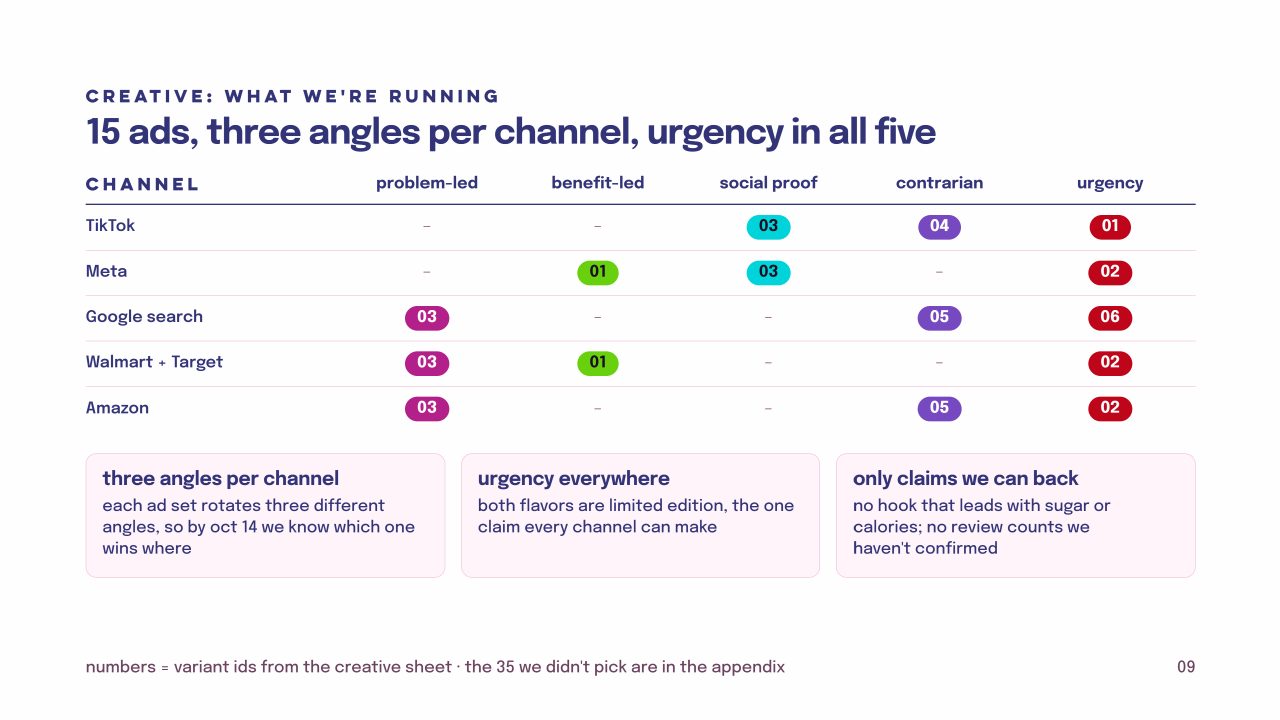 CREATIVE: WHAT WE'RE RUNNING
15 ads, three angles per channel, urgency in all five
CHANNEL problem-led benefit-led social proof contrarian urgency
TikTok – – 03 04 01
Meta – 01 03 – 02
Google search 03 – – 05 06
Walmart + Target 03 01 – – 02
Amazon 03 – – 05 02
three angles per channel
each ad set rotates three different
angles, so by oct 14 we know which one
wins where
urgency everywhere
both flavors are limited edition, the one
claim every channel can make
only claims we can back
no hook that leads with sugar or
calories; no review counts we
haven't confirmed
numbers = variant ids from the creative sheet · the 35 we didn't pick are in the appendix
09